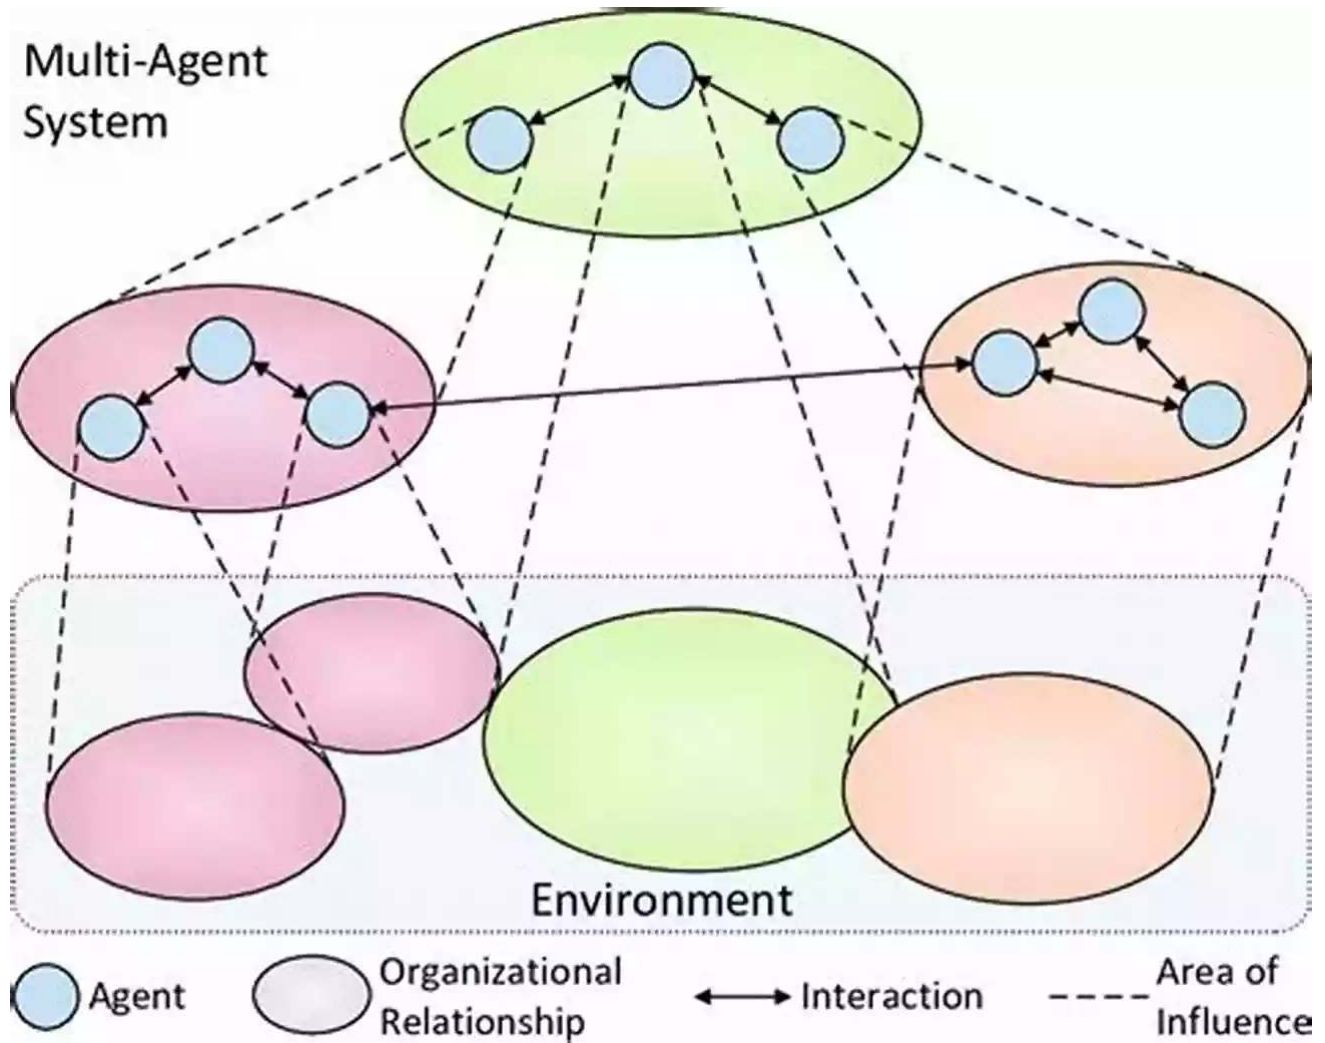 Multi-Agent
System
Environment
Agent
Organizational
Relationship
Interaction
Area of
Influence